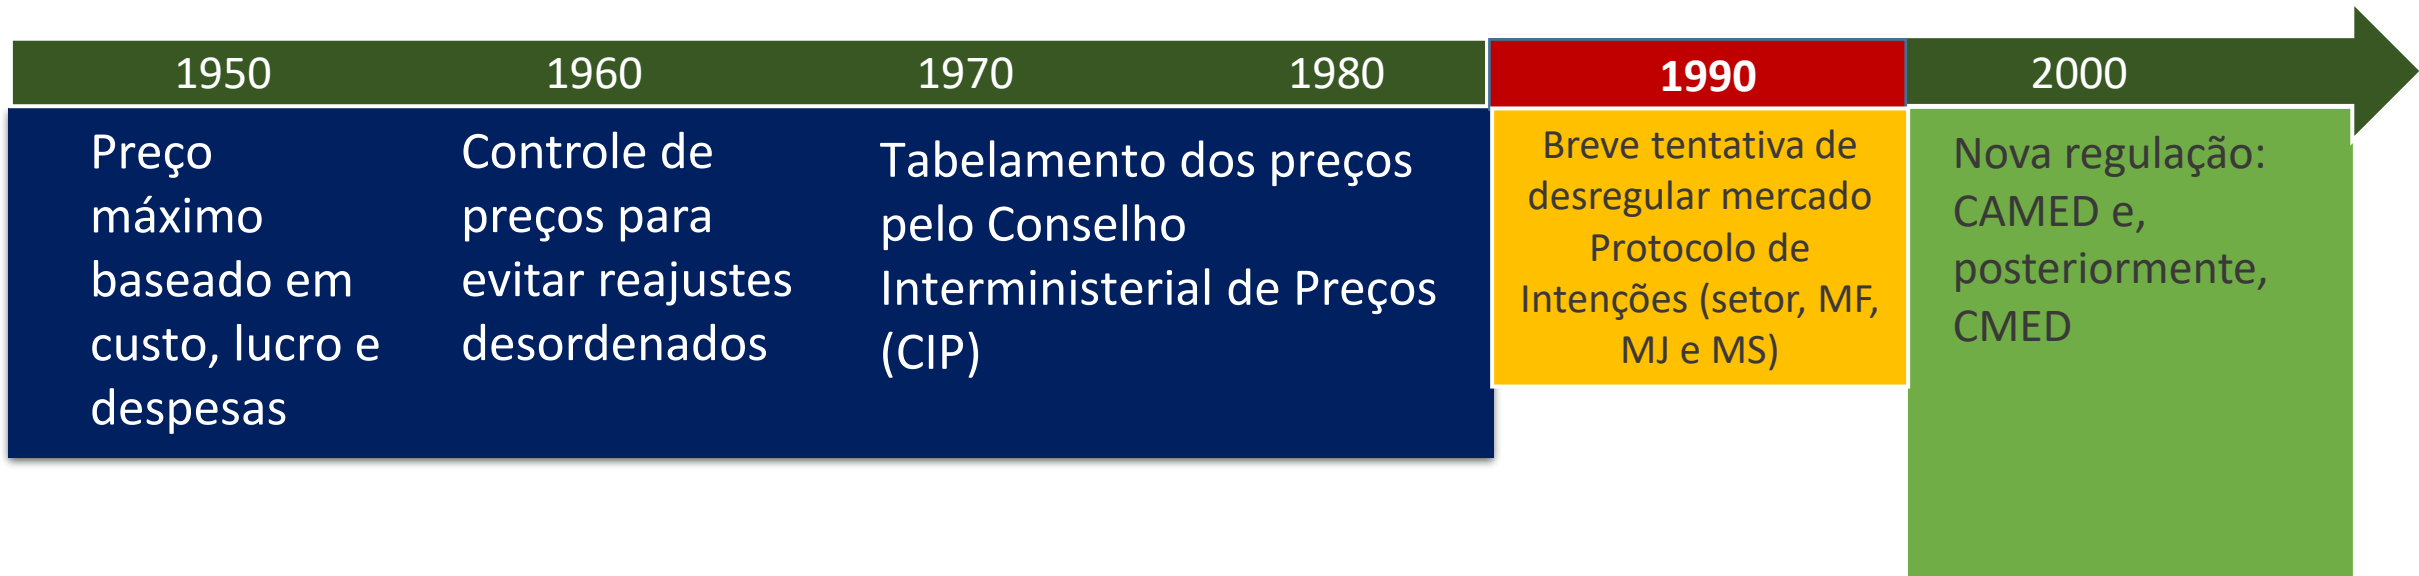 1950
1960
1970
1980
1990
2000
Preço
máximo
baseado em
custo, lucro e
despesas
Controle de
preços para
evitar reajustes
desordenados
Tabelamento dos preços
pelo Conselho
Interministerial de Preços
(CIP)
Breve tentativa de
desregular mercado
Protocolo de
Intenções (setor, MF,
MJ e MS)
Nova regulação:
CAMED e,
posteriormente,
CMED